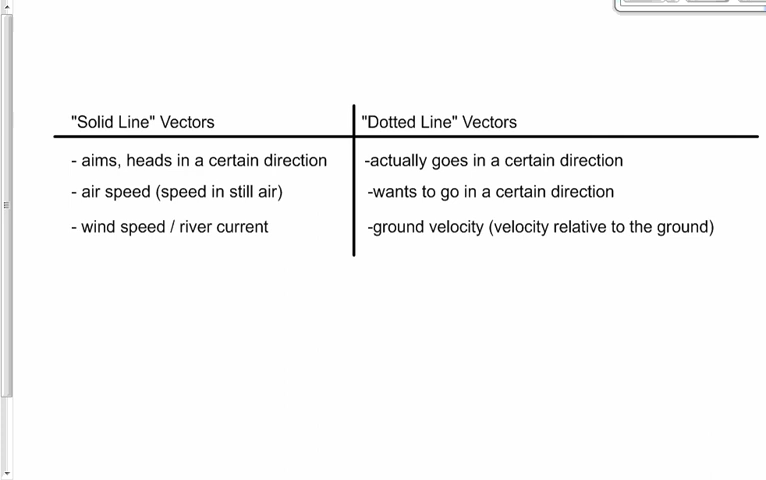 "Solid Line" Vectors
"Dotted Line" Vectors
- aims, heads in a certain direction
-actually goes in a certain direction
- air speed (speed in still air)
-wants to go in a certain direction
- wind speed / river current
-ground velocity (velocity relative to the ground)